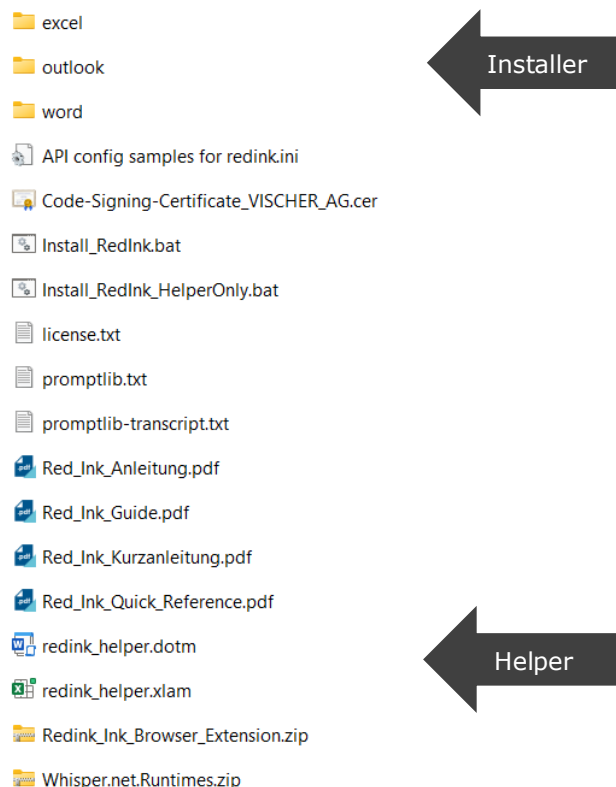 excel
Installer
outlook
word
API config samples for redink.ini
Code-Signing-Certificate_VISCHER_AG.cer
Install_RedInk.bat
Install_RedInk_HelperOnly.bat
license.txt
promptlib.txt
promptlib-transcript.txt
Red_Ink_Anleitung.pdf
Red_Ink_Guide.pdf
Red_Ink_Kurzanleitung.pdf
Red_Ink_Quick_Reference.pdf
redink_helper.dotm
Helper
redink_helper.xlam
Redink_Ink_Browser_Extension.zip
Whisper.net.Runtimes.zip